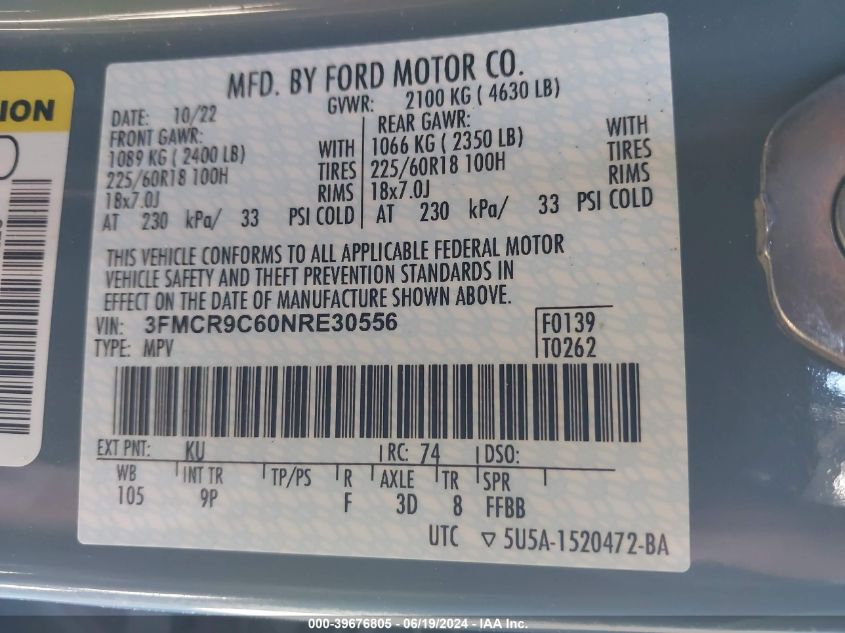 MFD. BY FORD MOTOR CO.
DATE: 10/22 GVWR: 2100 KG ( 4630 LB)
FRONT GAWR: REAR GAWR:
1089 KG ( 2400 LB) WITH 1066 KG ( 2350 LB) WITH
225/60R18 100H TIRES 225/60R18 100H TIRES
18x7.0J RIMS 18x7.0J RIMS
AT 230 kPa/ 33 PSI COLD AT 230 kPa/ 33 PSI COLD
THIS VEHICLE CONFORMS TO ALL APPLICABLE FEDERAL MOTOR
VEHICLE SAFETY AND THEFT PREVENTION STANDARDS IN
EFFECT ON THE DATE OF MANUFACTURE SHOWN ABOVE.
VIN: 3FMCR9C60NRE30556 F0139
TYPE: MPV T0262
EXT PNT: KU RC: 74 DSO:
WB INT TR TP/PS R AXLE TR SPR
105 9P F 3D 8 FFBB
UTC ▽ 5U5A-1520472-BA
000-39676805 - 06/19/2024 - IAA Inc.